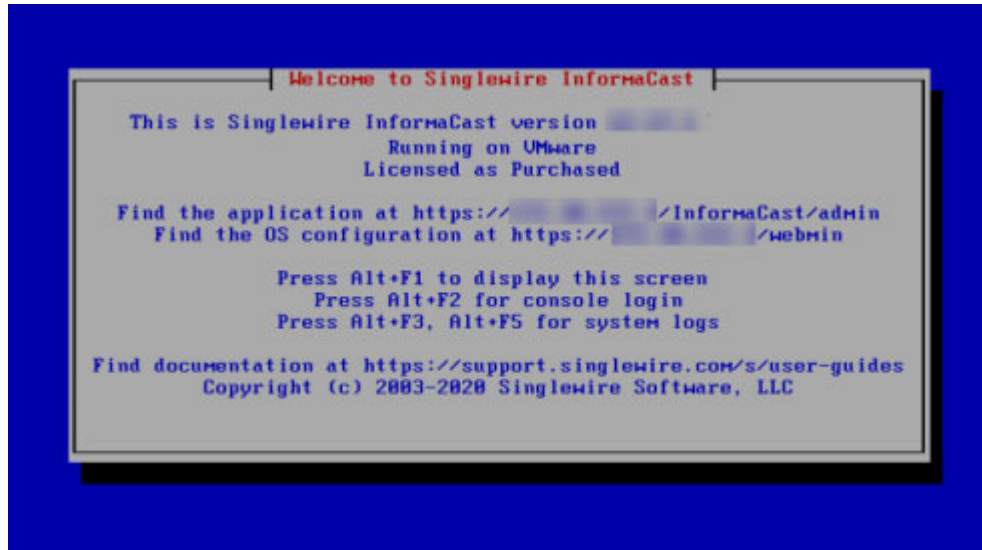 Welcome to Singlewire InformaCast
This is Singlewire InformaCast version
Running on VMware
Licensed as Purchased
Find the application at https:// /InformaCast/admin
Find the OS configuration at https:// /webmin
Press Alt+F1 to display this screen
Press Alt+F2 for console login
Press Alt+F3, Alt+F5 for system logs
Find documentation at https://support.singlewire.com/s/user-guides
Copyright (c) 2003-2020 Singlewire Software, LLC